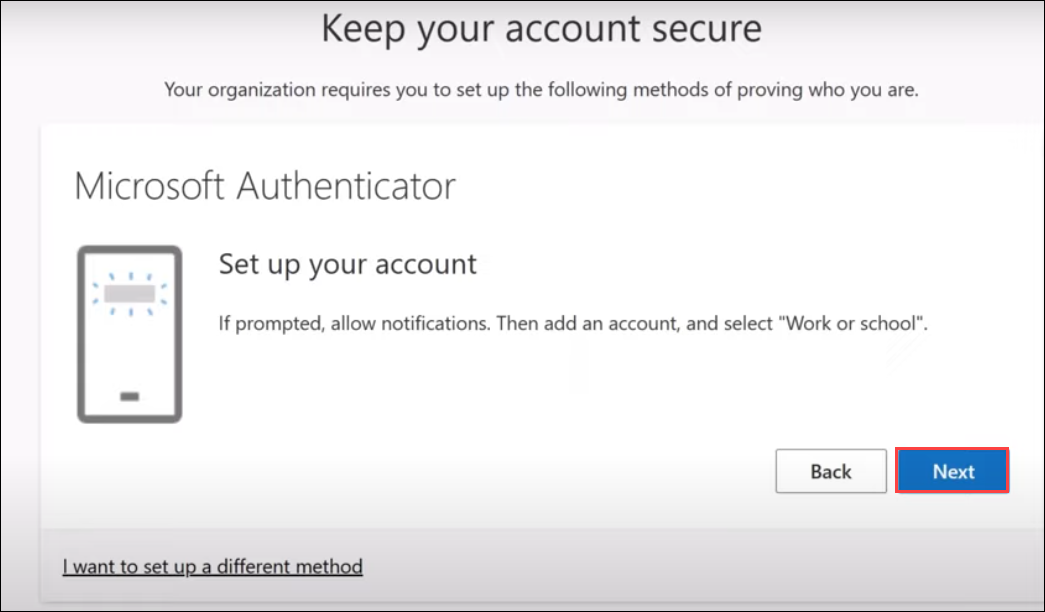 Keep your account secure
Your organization requires you to set up the following methods of proving who you are.
Microsoft Authenticator
Set up your account
If prompted, allow notifications. Then add an account, and select "Work or school".
Back
Next
I want to set up a different method